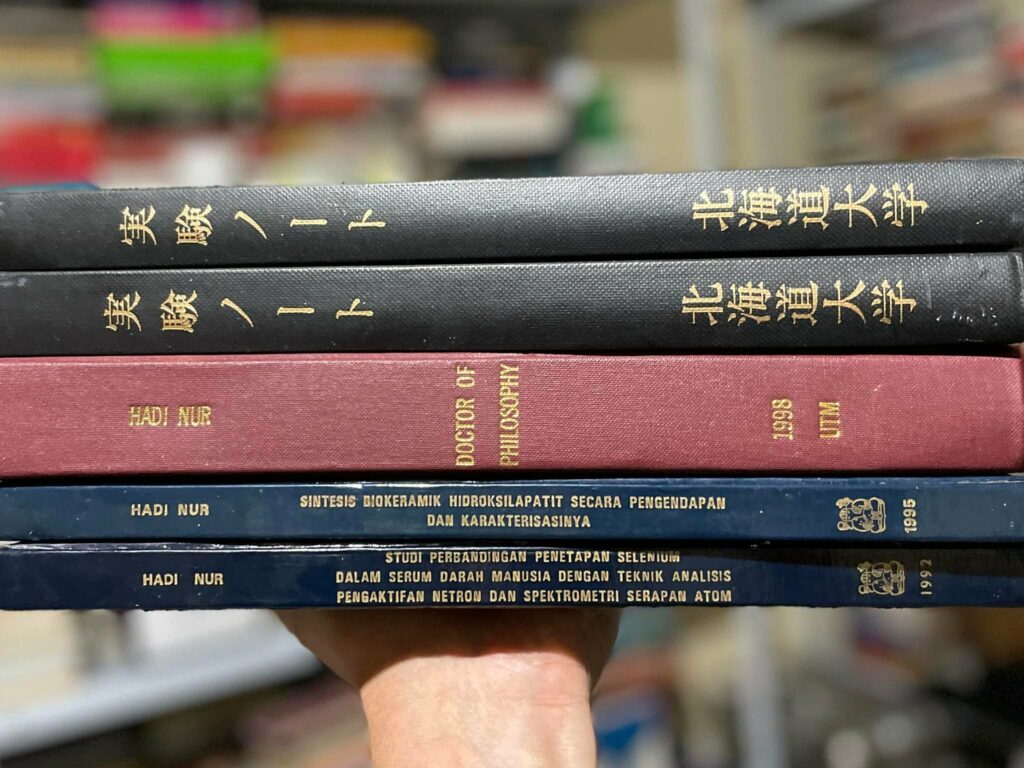 実験ノート
北海道大学
実験ノート
北海道大学
HADI NUR
DOCTOR OF
PHILOSOPHY
1998
UTM
HADI NUR
SINTESIS BIOKERAMIK HIDROKSILAPATIT SECARA PENGENDAPAN
DAN KARAKTERISASINYA
1995
HADI NUR
STUDI PERBANDINGAN PENETAPAN SELENIUM
DALAM SERUM DARAH MANUSIA DENGAN TEKNIK ANALISIS
PENGAKTIFAN NETRON DAN SPEKTROMETRI SERAPAN ATOM
1992